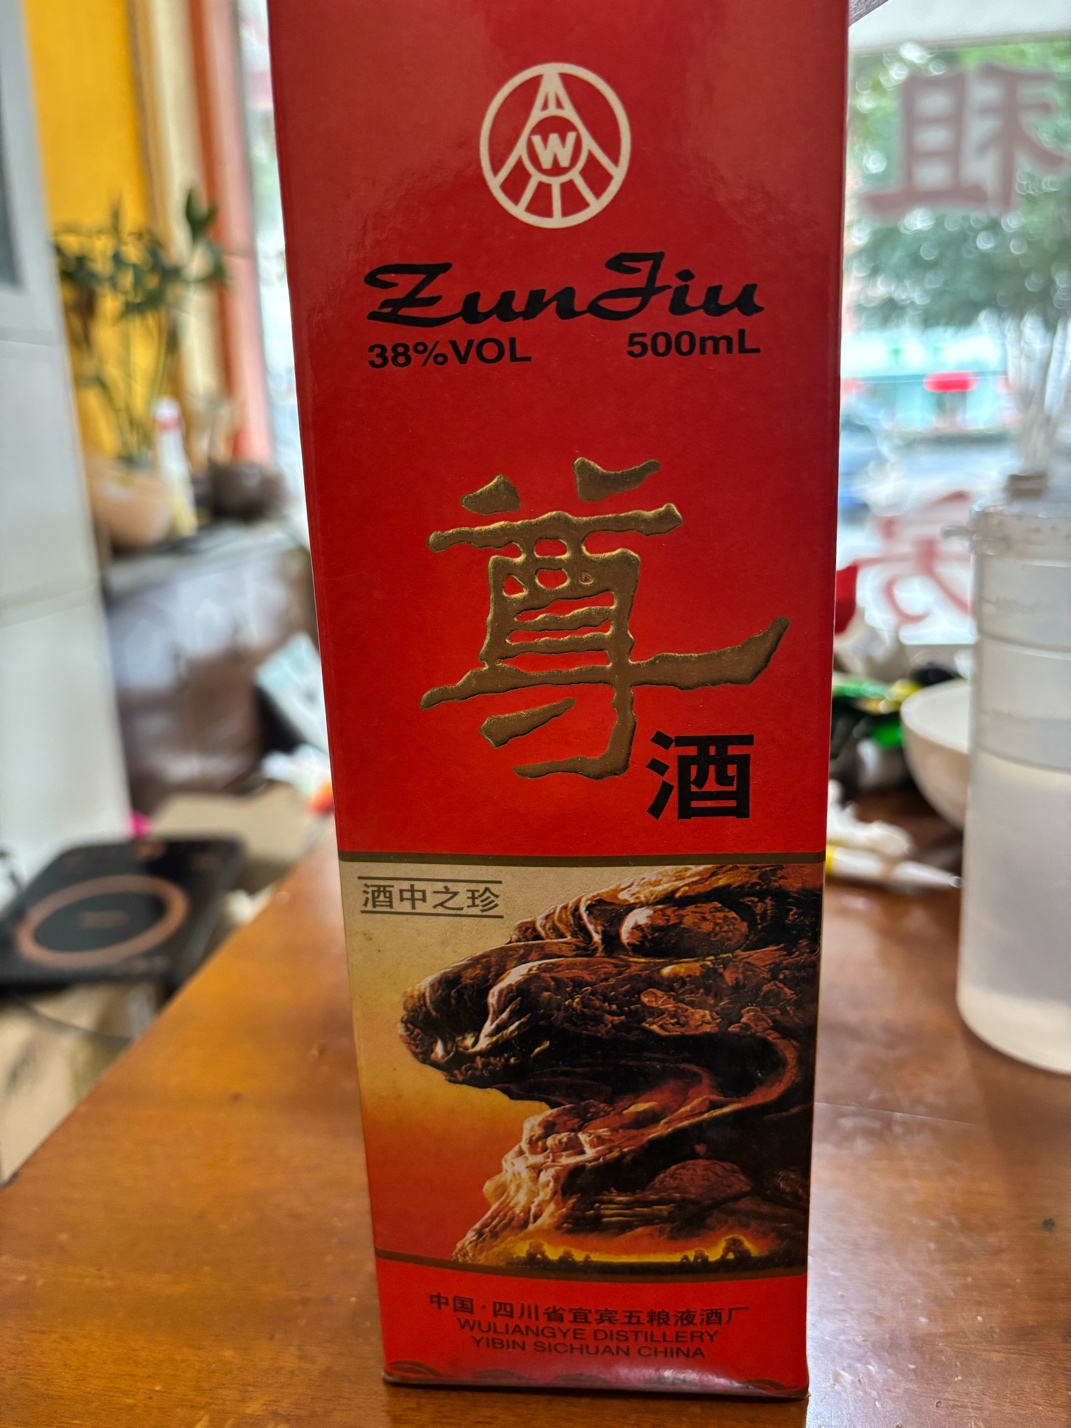 W
ZunJiu
38%VOL 500mL
尊
酒
酒中之珍
中国·四川省宜宾五粮液酒厂
WULIANGYE DISTILLERY
YIBIN SICHUAN CHINA